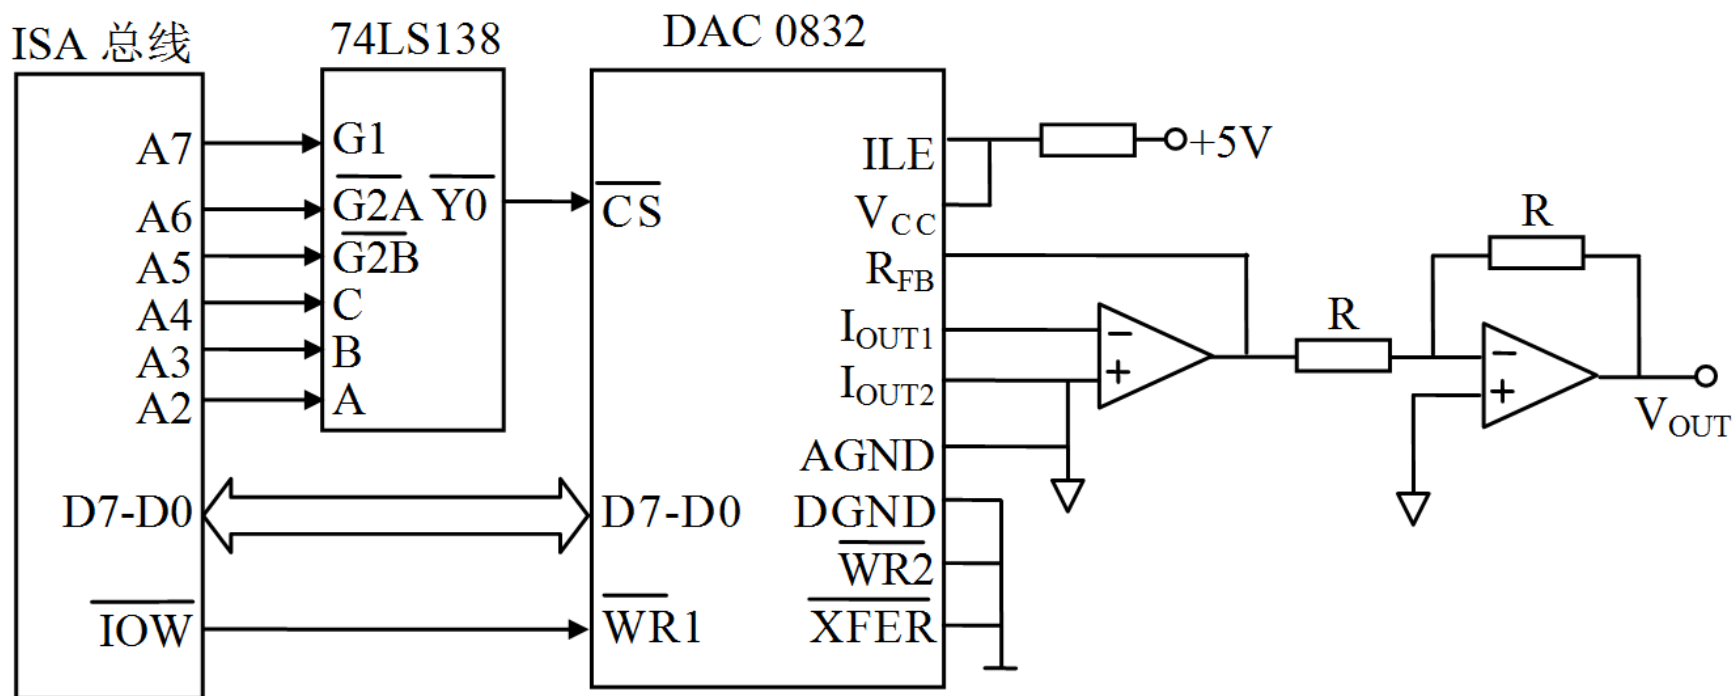 ISA 总线
A7
A6
A5
A4
A3
A2
D7-D0
IOW
74LS138
G1
G2A Y0
G2B
C
B
A
DAC 0832
CS
D7-D0
WR1
ILE
VCC
RFB
IOUT1
IOUT2
AGND
DGND
WR2
XFER
+5V
R
R
VOUT